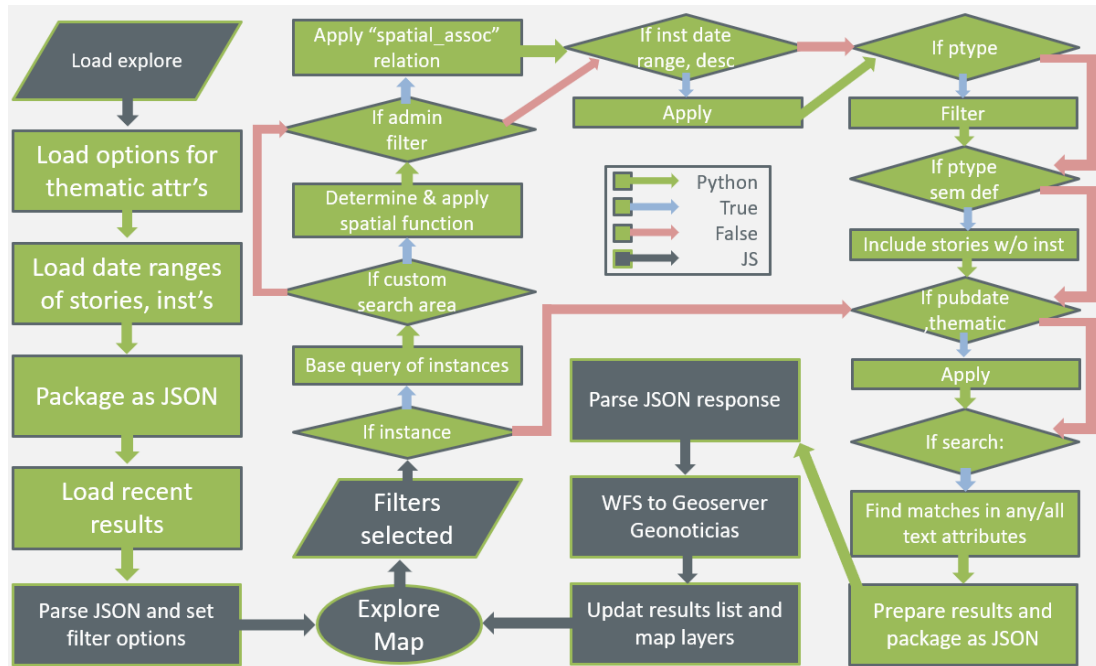 Load explore
Load options for
thematic attr's
Load date ranges
of stories, inst's
Package as JSON
Load recent
results
Parse JSON and set
filter options
Explore
Map
Filters
selected
If instance
Base query of instances
If custom
search area
Determine & apply
spatial function
If admin
filter
Apply “spatial_assoc”
relation
If inst date
range, desc
Apply
If ptype
Filter
If ptype
sem def
Include stories w/o inst
If pubdate
,thematic
Apply
If search:
Find matches in any/all
text attributes
Prepare results and
package as JSON
Parse JSON response
WFS to Geoserver
Geonoticias
Updat results list and
map layers
Python
True
False
JS